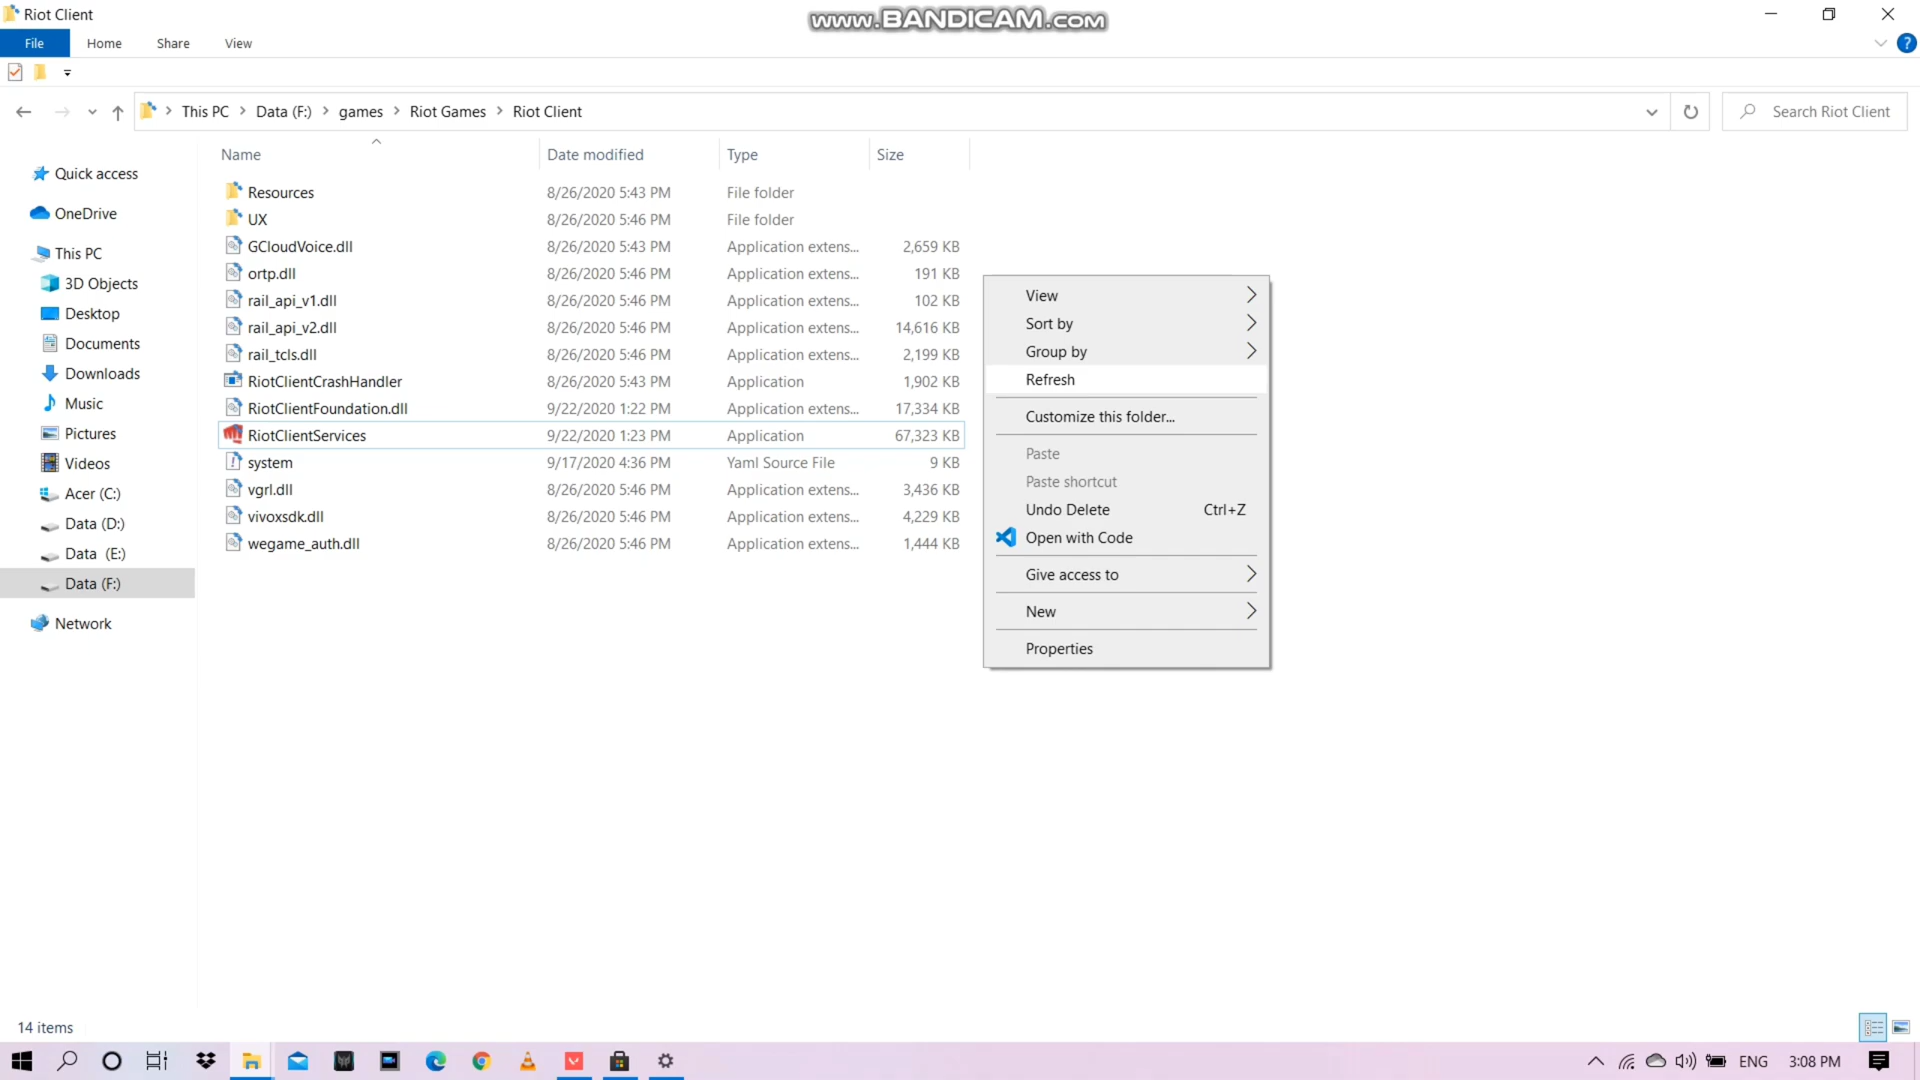 Riot Client
www.BANDICAM.com
File Home Share View
This PC Data (F:) games Riot Games Riot Client
Search Riot Client
Name Date modified Type Size
Quick access
OneDrive
This PC
3D Objects
Desktop
Documents
Downloads
Music
Pictures
Videos
Acer (C:)
Data (D:)
Data (E:)
Data (F:)
Network
Resources 8/26/2020 5:43 PM File folder
UX 8/26/2020 5:46 PM File folder
GCloudVoice.dll 8/26/2020 5:43 PM Application extens... 2,659 KB
ortp.dll 8/26/2020 5:46 PM Application extens... 191 KB
rail_api_v1.dll 8/26/2020 5:46 PM Application extens... 102 KB
rail_api_v2.dll 8/26/2020 5:46 PM Application extens... 14,616 KB
rail_tcls.dll 8/26/2020 5:46 PM Application extens... 2,199 KB
RiotClientCrashHandler 8/26/2020 5:43 PM Application 1,902 KB
RiotClientFoundation.dll 9/22/2020 1:22 PM Application extens... 17,334 KB
RiotClientServices 9/22/2020 1:23 PM Application 67,323 KB
system 9/17/2020 4:36 PM Yaml Source File 9 KB
vgrl.dll 8/26/2020 5:46 PM Application extens... 3,436 KB
vivoxsdk.dll 8/26/2020 5:46 PM Application extens... 4,229 KB
wegame_auth.dll 8/26/2020 5:46 PM Application extens... 1,444 KB
View
Sort by
Group by
Refresh
Customize this folder...
Paste
Paste shortcut
Undo Delete Ctrl+Z
Open with Code
Give access to
New
Properties
14 items
ENG 3:08 PM